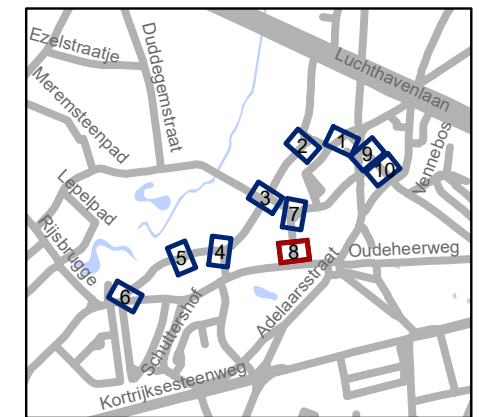 Ezelstraatje
Duddegemstraat
Luchthavenlaan
Meremsteenpad
Vennebos
1
2
9
10
Lepelpad
3
7
Rijsbrugge
4
5
8
Oudeheerweg
6
Adelaarsstraat
Schuttershof
Kortrijksesteenweg